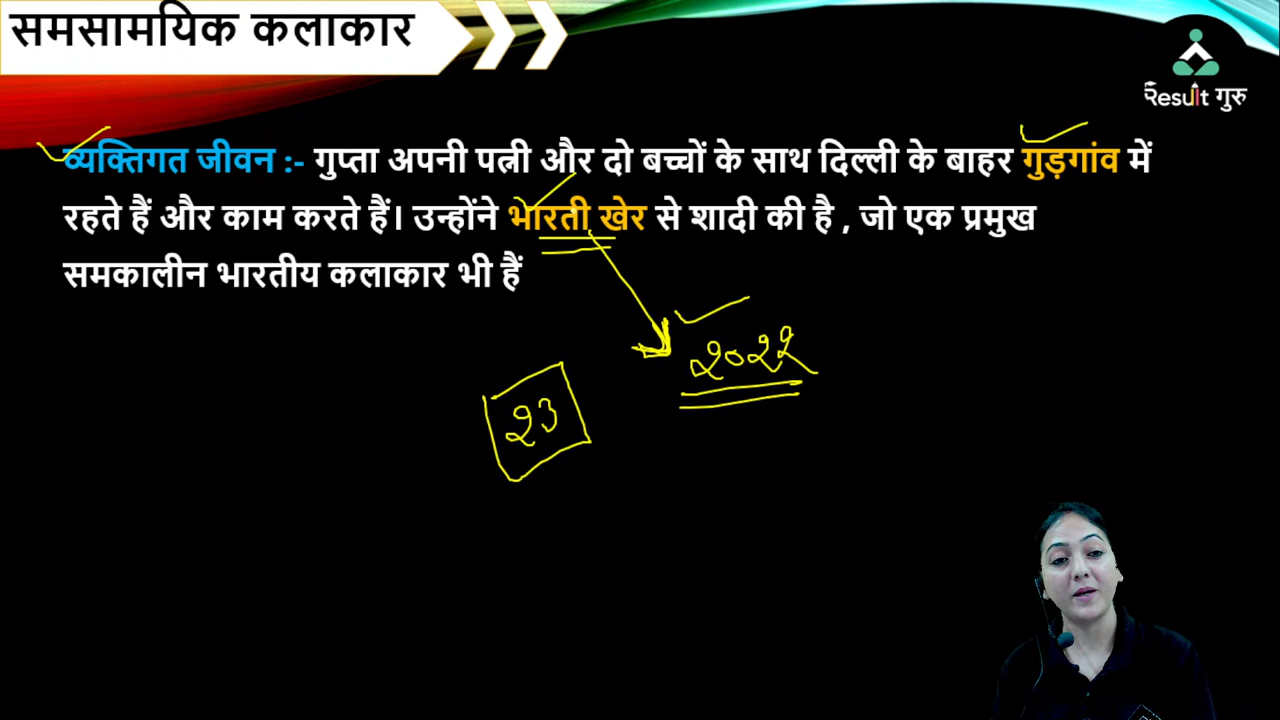 समसामयिक कलाकार
Result गुरु
व्यक्तिगत जीवन :- गुप्ता अपनी पत्नी और दो बच्चों के साथ दिल्ली के बाहर गुड़गांव में
रहते हैं और काम करते हैं। उन्होंने भारती खेर से शादी की है , जो एक प्रमुख
समकालीन भारतीय कलाकार भी हैं
2022
23